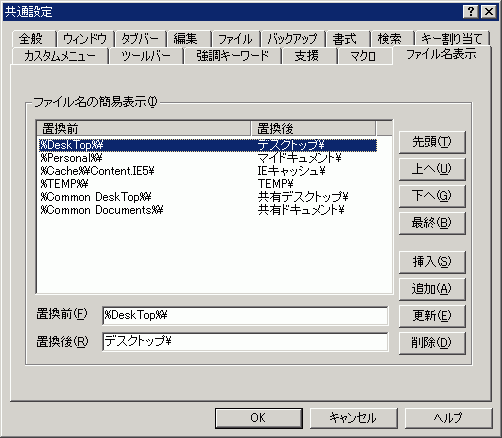 共通設定
全般 ウィンドウ タブバー 編集 ファイル バックアップ 書式 検索 キー割り当て
カスタムメニュー ツールバー 強調キーワード 支援 マクロ ファイル名表示
ファイル名の簡易表示(I)
置換前 置換後
%DeskTop%¥ デスクトップ¥
%Personal%¥ マイドキュメント¥
%Cache%¥Content.IE5¥ IEキャッシュ¥
%TEMP%¥ TEMP¥
%Common DeskTop%¥ 共有デスクトップ¥
%Common Documents%¥ 共有ドキュメント¥
先頭(T)
上へ(U)
下へ(G)
最終(B)
挿入(S)
追加(A)
更新(E)
削除(D)
置換前(F) %DeskTop%¥
置換後(R) デスクトップ¥
OK キャンセル ヘルプ